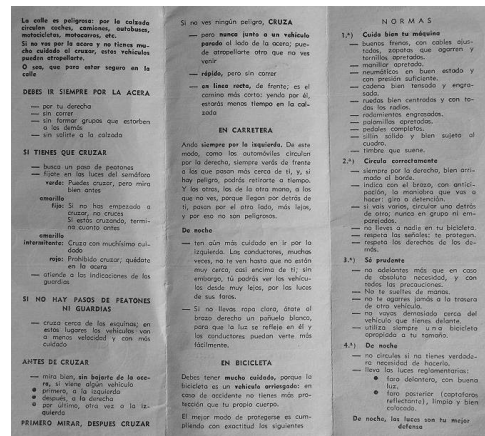 La calle es peligrosa: por la calzada
circulan coches, camiones, autobuses,
motocicletas, motocarros, etc.
Si no vas por la acera y no tienes mu-
cho cuidado al cruzar, estos vehículos
pueden atropellarte.
O sea, que para estar seguro en la
calle
DEBES IR SIEMPRE POR LA ACERA
— por tu derecha
— sin correr
— sin formar grupos que estorben
a los demás
— sin salirte a la calzada
SI TIENES QUE CRUZAR
— busca un paso de peatones
— fíjate en las luces del semáforo
verde: Puedes cruzar, pero mira
bien antes
amarillo
fijo: Si no has empezado a
cruzar, no cruces
Si estás cruzando, termi-
na cuanto antes
amarillo
intermitente: Cruza con muchísimo cui-
dado
rojo: Prohibido cruzar; quédate
en la acera
— atiende a las indicaciones de los
guardias
SI NO HAY PASOS DE PEATONES
NI GUARDIAS
— cruza cerca de las esquinas; en
estos lugares los vehículos van
a menos velocidad y con más
cuidado
ANTES DE CRUZAR
— mira bien, sin bajarte de la ace-
ra, si viene algún vehículo
● primero, a la izquierda
● después, a la derecha
● por último, otra vez a la iz-
quierda
PRIMERO MIRAR, DESPUES CRUZAR
Si no ves ningún peligro, CRUZA
— pero nunca junto a un vehículo
parado al lado de la acera; pue-
de atropellarte otro que no ves
venir
— rápido, pero sin correr
— en línea recta, de frente; es el
camino más corto; yendo por él,
estarás menos tiempo en la cal-
zada
EN CARRETERA
Anda siempre por la izquierda. De este
modo, como los automóviles circulan
por la derecha, siempre verás de frente
a los que pasan más cerca de ti, y, si
hay peligro, podrás retirarte a tiempo.
Y los otros, los de la otra mano, a los
que no ves, porque llegan por detrás de
ti, pasan por el otro lado, más lejos,
y por eso no son peligrosos.
De noche
— ten aún más cuidado en ir por la
izquierda. Los conductores, muchas
veces, no te ven hasta que no están
muy cerca, casi encima de ti; sin
embargo, tú podrás ver los vehícu-
los desde muy lejos, por las luces
de sus faros.
— Si no llevas ropa clara, átate al
brazo derecho un pañuelo blanco,
para que la luz se refleje en él y
los conductores puedan verte más
fácilmente.
EN BICICLETA
Debes tener mucho cuidado, porque la
bicicleta es un vehículo arriesgado: en
caso de accidente no tienes más pro-
tección que tu propio cuerpo.
El mejor modo de protegerse es cum-
pliendo con exactitud las siguientes
NORMAS
1.ª) Cuida bien tu máquina
— buenos frenos, con cables ajus-
tados, zapatas que agarren y
tornillos apretados.
— manillar apretado.
— neumáticos en buen estado y
con presión suficiente.
— cadena bien tensada y engra-
sada.
— ruedas bien centradas y con to-
dos los radios.
— rodamientos engrasados.
— palomillas apretadas.
— pedales completos.
— sillín sólido y bien sujeto al
cuadro.
— timbre que suene.
2.ª) Circula correctamente
— siempre por la derecha, bien arri-
mado al borde.
— indica con el brazo, con antici-
pación, la maniobra que vas a
hacer: giro o detención.
— si vais varios, circular uno detrás
de otro; nunca en grupo ni em-
parejados.
— no lleves a nadie en tu bicicleta.
— respeta las señales: te protegen.
— respeta los derechos de los de-
más.
3.ª) Sé prudente
— no adelantes más que en caso
de absoluta necesidad, y con
todas las precauciones.
— No te sueltes de manos.
— no te agarres jamás a la trasera
de otro vehículo.
— no vayas demasiado cerca del
vehículo que tienes delante.
— utiliza siempre una bicicleta
apropiada a tu tamaño.
4.ª) De noche
— no circules si no tienes verdade-
ra necesidad de hacerlo.
— lleva las luces reglamentarias:
● faro delantero, con buena
luz.
● faro posterior (captofaros
reflectante), limpio y bien
colocado.
De noche, las luces son tu mejor
defensa